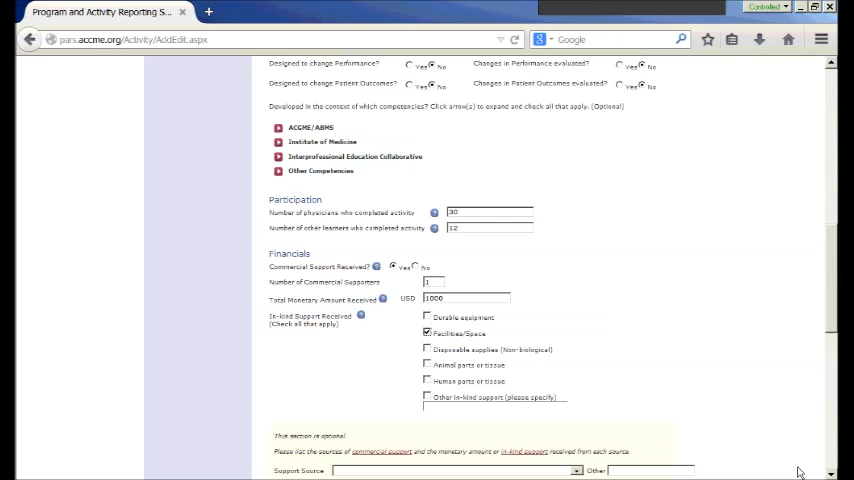 Program and Activity Reporting S...
Controlled
pars.accme.org/Activity/AddEdit.aspx
Google
Designed to change Performance? Yes No Changes in Performance evaluated? Yes No
Designed to change Patient Outcomes? Yes No Changes in Patient Outcomes evaluated? Yes No
Developed in the context of which competencies? Click arrow(s) to expand and check all that apply. (Optional)
ACGME/ABMS
Institute of Medicine
Interprofessional Education Collaborative
Other Competencies
Participation
Number of physicians who completed activity 30
Number of other learners who completed activity 12
Financials
Commercial Support Received? Yes No
Number of Commercial Supporters 1
Total Monetary Amount Received USD 1000
In-kind Support Received Durable equipment
(Check all that apply)
Facilities/Space
Disposable supplies (Non-biological)
Animal parts or tissue
Human parts or tissue
Other in-kind support (please specify)
This section is optional
Please list the sources of commercial support and the monetary amount or in-kind support received from each source.
Support Source Other